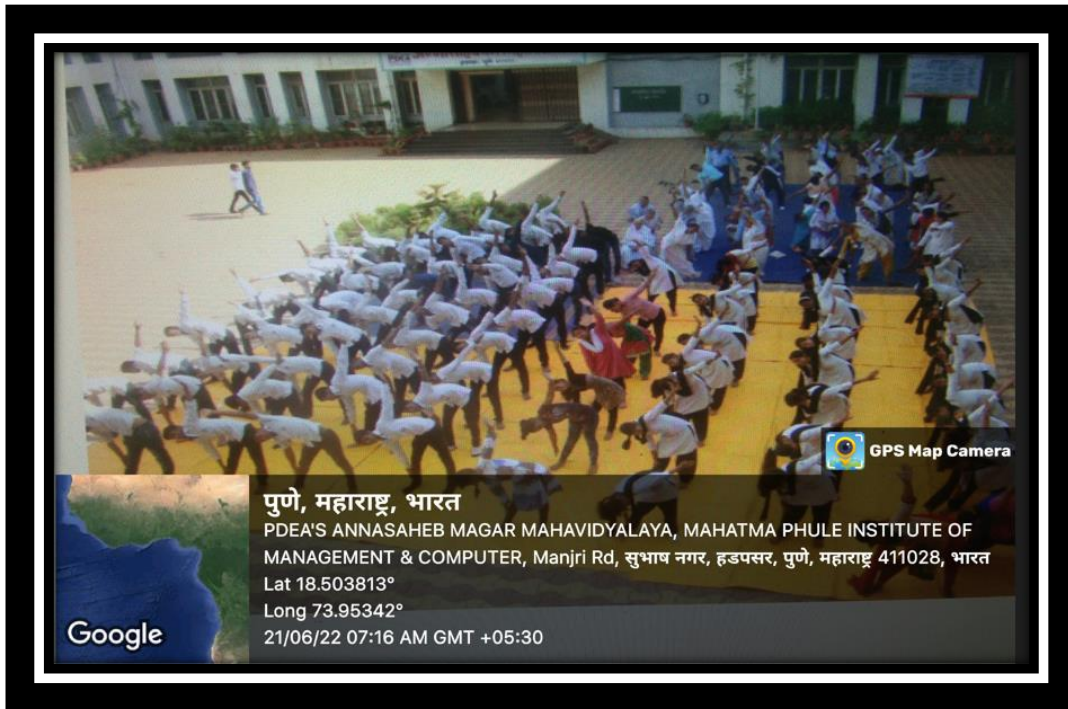 GPS Map Camera
पुणे, महाराष्ट्र, भारत
PDEA'S ANNASAHEB MAGAR MAHAVIDYALAYA, MAHATMA PHULE INSTITUTE OF
MANAGEMENT & COMPUTER, Manjri Rd, सुभाष नगर, हडपसर, पुणे, महाराष्ट्र 411028, भारत
Lat 18.503813°
Long 73.95342°
21/06/22 07:16 AM GMT +05:30
Google